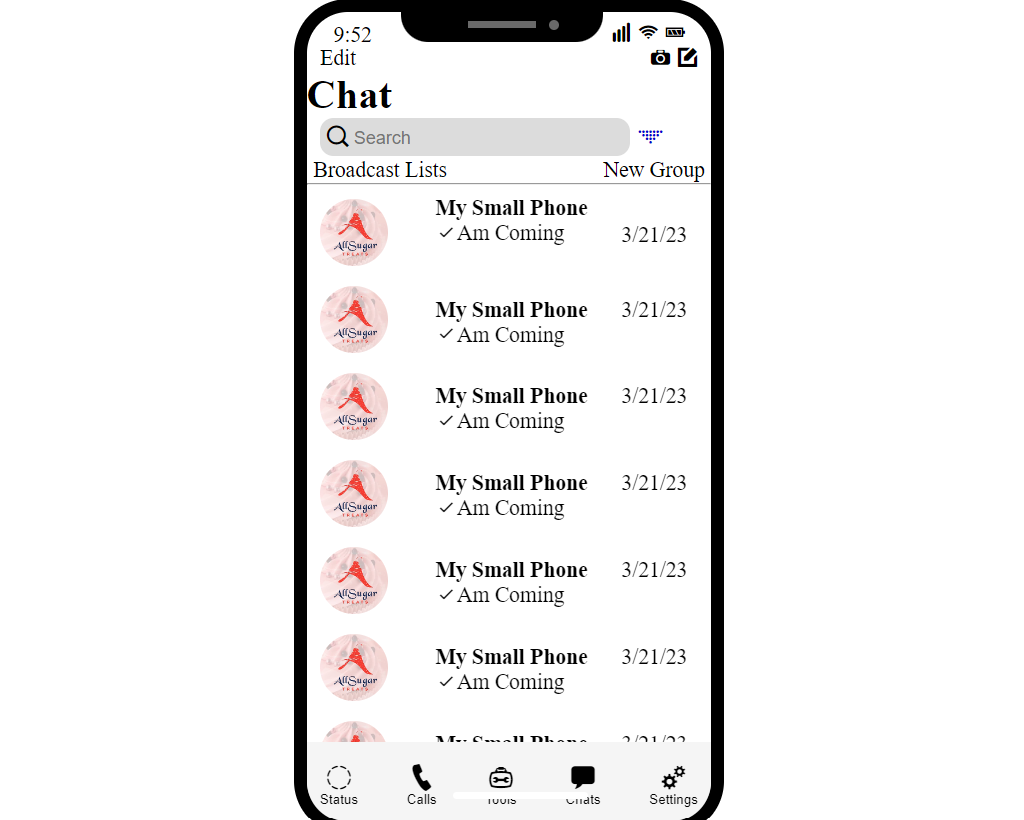 9:52
Edit
Chat
Search
Broadcast Lists New Group
My Small Phone
Am Coming 3/21/23
AllSugar
TREATS
My Small Phone 3/21/23
Am Coming
AllSugar
TREATS
My Small Phone 3/21/23
Am Coming
AllSugar
TREATS
My Small Phone 3/21/23
Am Coming
AllSugar
TREATS
My Small Phone 3/21/23
Am Coming
AllSugar
TREATS
My Small Phone 3/21/23
Am Coming
AllSugar
TREATS
My Small Phone 3/21/23
Status Calls Tools Chats Settings